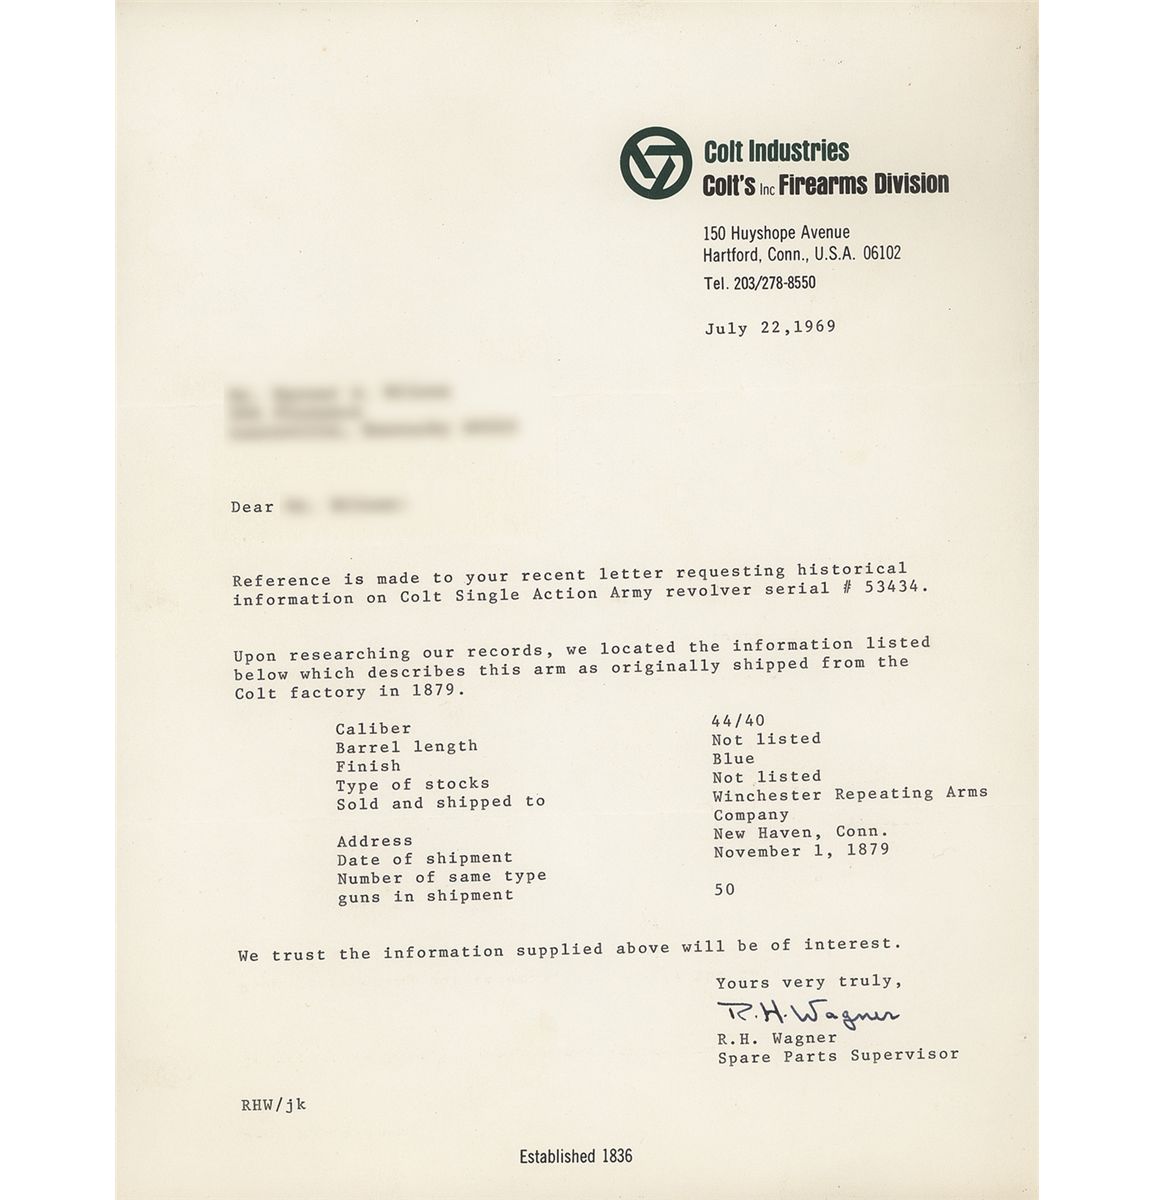 Colt Industries
Colt's Inc Firearms Division
150 Huyshope Avenue
Hartford, Conn., U.S.A. 06102
Tel. 203/278-8550
July 22,1969
Dear
Reference is made to your recent letter requesting historical
information on Colt Single Action Army revolver serial # 53434.
Upon researching our records, we located the information listed
below which describes this arm as originally shipped from the
Colt factory in 1879.
Caliber 44/40
Barrel length Not listed
Finish Blue
Type of stocks Not listed
Sold and shipped to Winchester Repeating Arms
Company
Address New Haven, Conn.
Date of shipment November 1, 1879
Number of same type
guns in shipment 50
We trust the information supplied above will be of interest.
Yours very truly,
R.H. Wagner
R.H. Wagner
Spare Parts Supervisor
RHW/jk
Established 1836